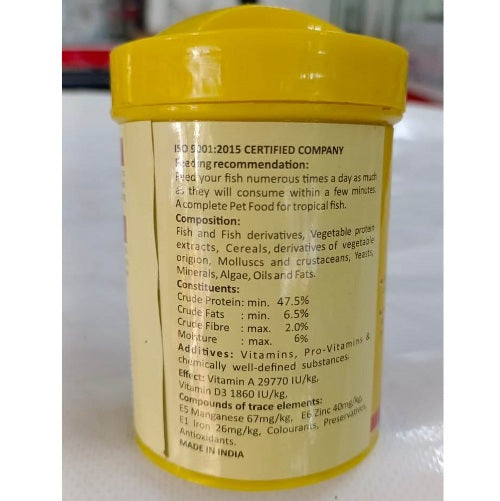 ISO 9001:2015 CERTIFIED COMPANY
Feeding recommendation:
Feed your fish numerous times a day as much
as they will consume within a few minutes.
A complete Pet Food for tropical fish.
Composition:
Fish and Fish derivatives, Vegetable protein
extracts, Cereals, derivatives of vegetable
origion, Molluscs and crustaceans, Yeasts,
Minerals, Algae, Oils and Fats.
Constituents:
Crude Protein: min. 47.5%
Crude Fats : min. 6.5%
Crude Fibre : max. 2.0%
Moisture : max. 6%
Additives: Vitamins, Pro-Vitamins &
chemically well-defined substances.
Effect: Vitamin A 29770 IU/kg,
Vitamin D3 1860 IU/kg,
Compounds of trace elements:
E5 Manganese 67mg/kg, E6 Zinc 40mg/kg,
E1 Iron 26mg/kg, Colourants, Preservatives,
Antioxidants.
MADE IN INDIA